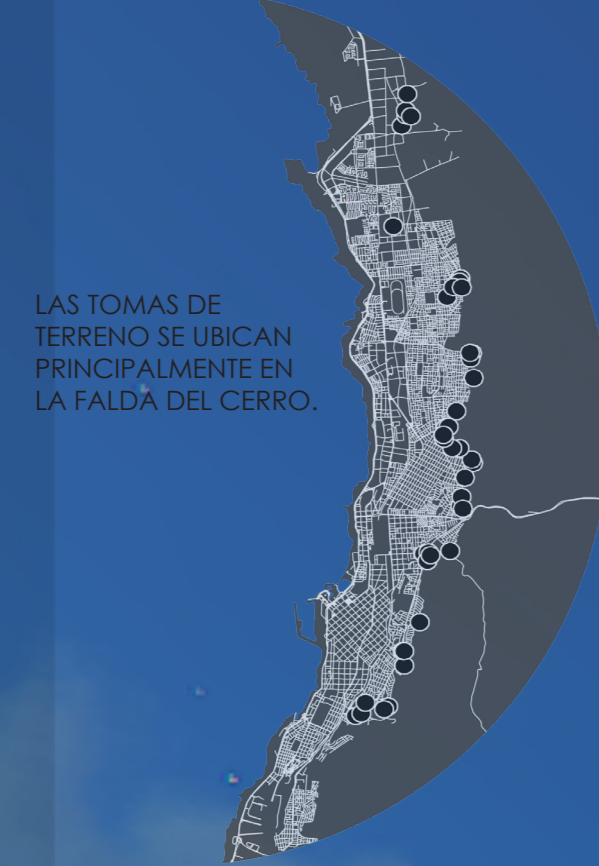 LAS TOMAS DE
TERRENO SE UBICAN
PRINCIPALMENTE EN
LA FALDA DEL CERRO.